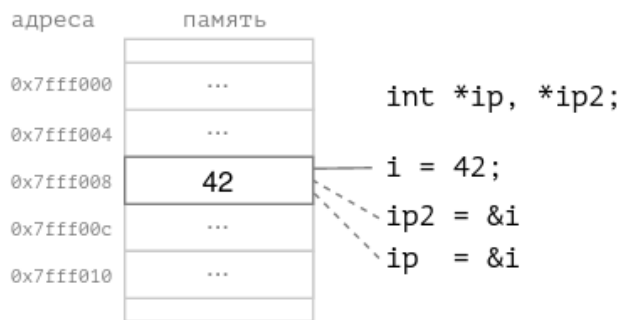 адреса память
0x7fff000 ...
int *ip, *ip2;
0x7fff004 ...
i = 42;
0x7fff008 42
ip2 = &i
0x7fff00c ...
ip  = &i
0x7fff010 ...